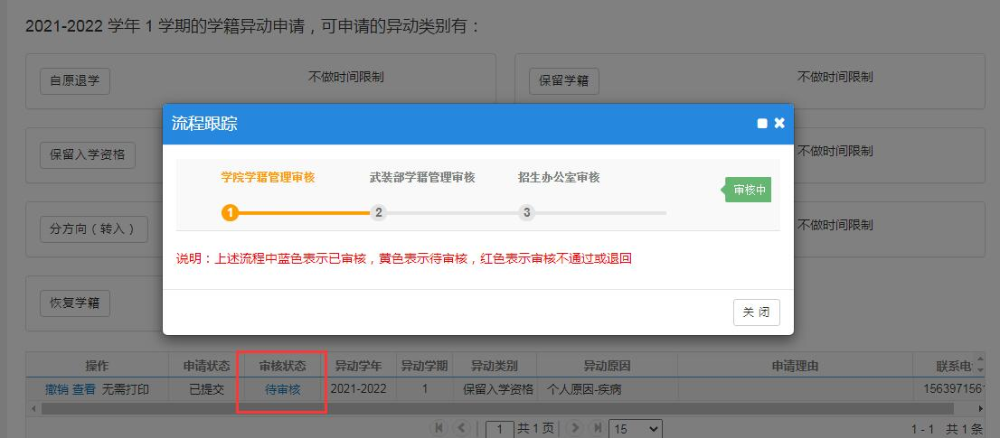 2021-2022 学年 1 学期的学籍异动申请，可申请的异动类别有：
自愿退学 不做时间限制 保留学籍 不做时间限制
流程跟踪
保留入学资格 不做时间限制
学院学籍管理审核 武装部学籍管理审核 招生办公室审核
审核中
1 2 3
分方向（转入） 不做时间限制
说明：上述流程中蓝色表示已审核，黄色表示待审核，红色表示审核不通过或退回
恢复学籍
关 闭
操作 申请状态 审核状态 异动学年 异动学期 异动类别 异动原因 申请理由 联系电
撤销 查看 无需打印 已提交 待审核 2021-2022 1 保留入学资格 个人原因-疾病 1563971561
1 共 1 页 15 1 - 1 共 1 条